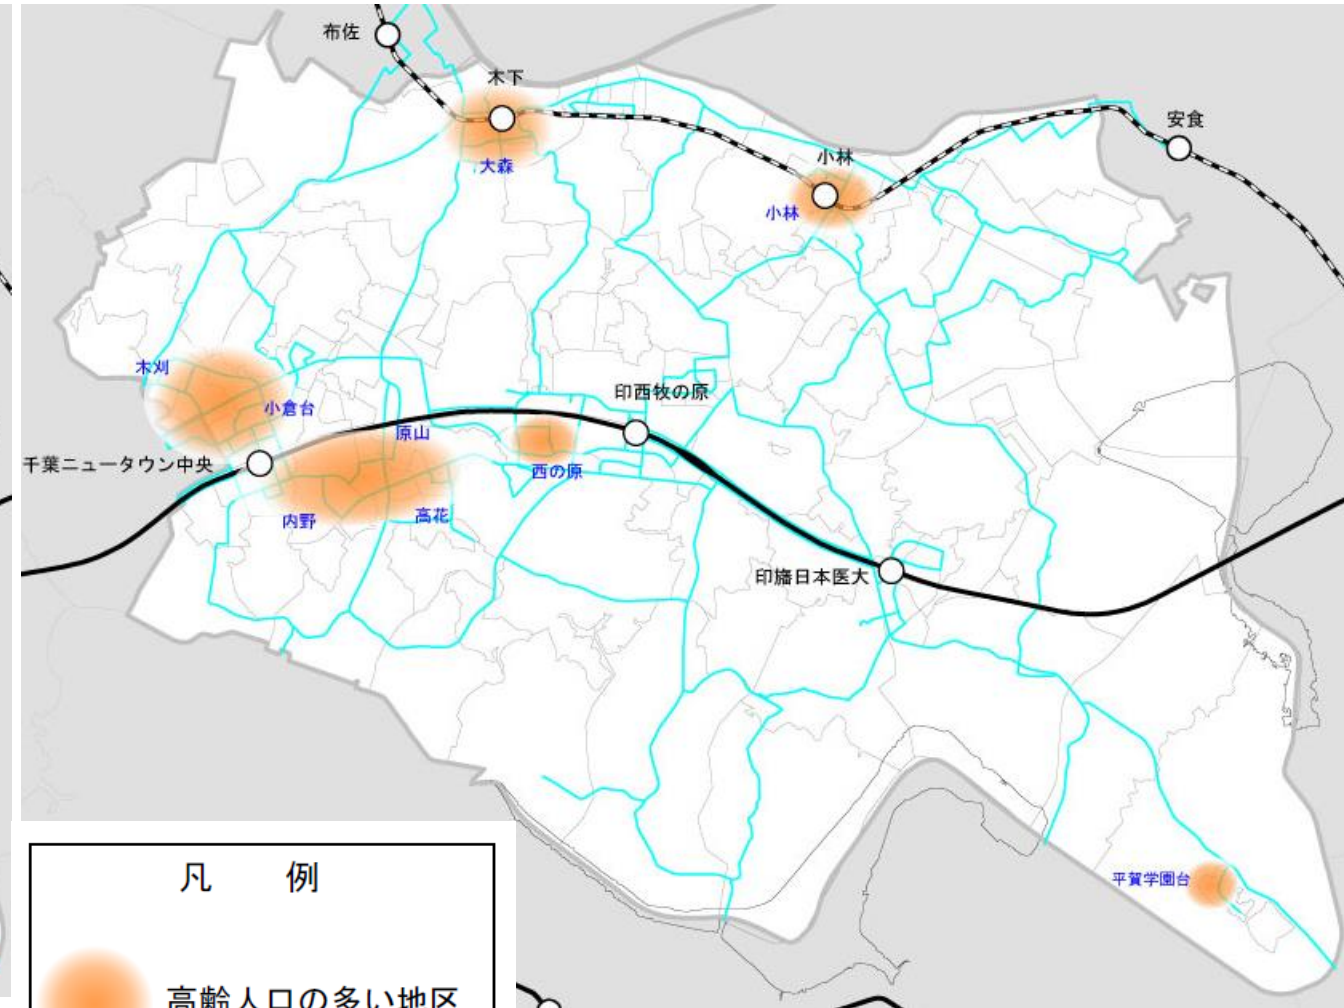 布佐
木下
大森
安食
小林
小林
木刈
小倉台
印西牧の原
原山
千葉ニュータウン中央
西の原
内野
高花
印旛日本医大
平賀学園台
凡 例
高齢人口の多い地区